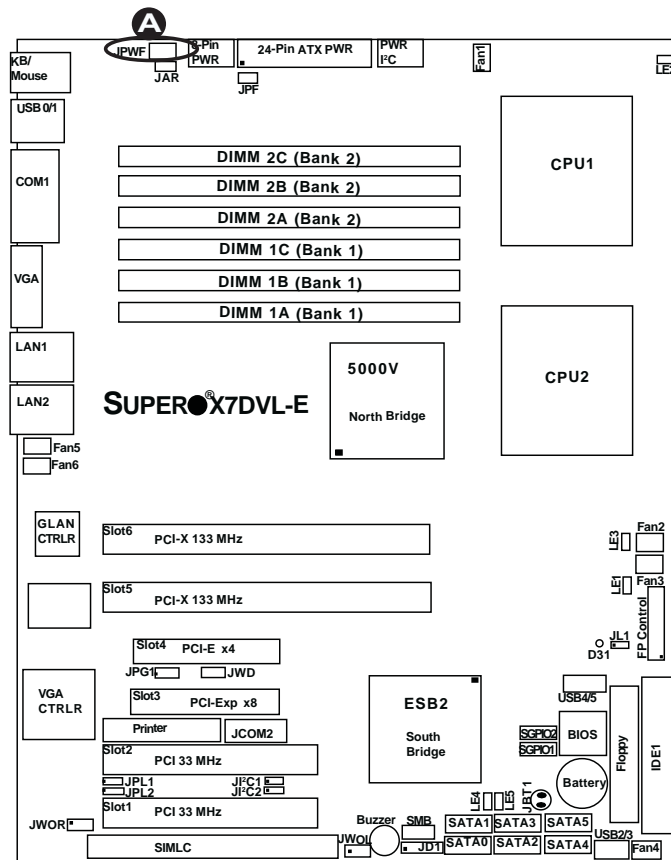 A
JPWF
8-Pin
PWR
24-Pin ATX PWR
PWR
I²C
Fan1
KB/
Mouse
JAR
JPF
USB 0/1
DIMM 2C (Bank 2)
CPU1
DIMM 2B (Bank 2)
COM1
DIMM 2A (Bank 2)
DIMM 1C (Bank 1)
VGA
DIMM 1B (Bank 1)
DIMM 1A (Bank 1)
LAN1
5000V
North Bridge
CPU2
LAN2
SUPER●®X7DVL-E
Fan5
Fan6
GLAN
CTRLR
Slot6
PCI-X 133 MHz
LE3
Fan2
Fan3
Slot5
PCI-X 133 MHz
LE1
FP Control
Slot4
PCI-E x4
D31
JL1
JPG1
JWD
VGA
CTRLR
Slot3
PCI-Exp x8
ESB2
South
Bridge
USB4/5
Printer
JCOM2
SGPIO2
SGPIO1
BIOS
Floppy
IDE1
Slot2
PCI 33 MHz
JPL1
JPL2
JI²C1
JI²C2
Battery
LE4
LE5
JBT1
Slot1
PCI 33 MHz
JWOR
Buzzer
SMB
SATA1
SATA3
SATA5
JWOL
JD1
SATA0
SATA2
SATA4
USB2/3
Fan4
SIMLC